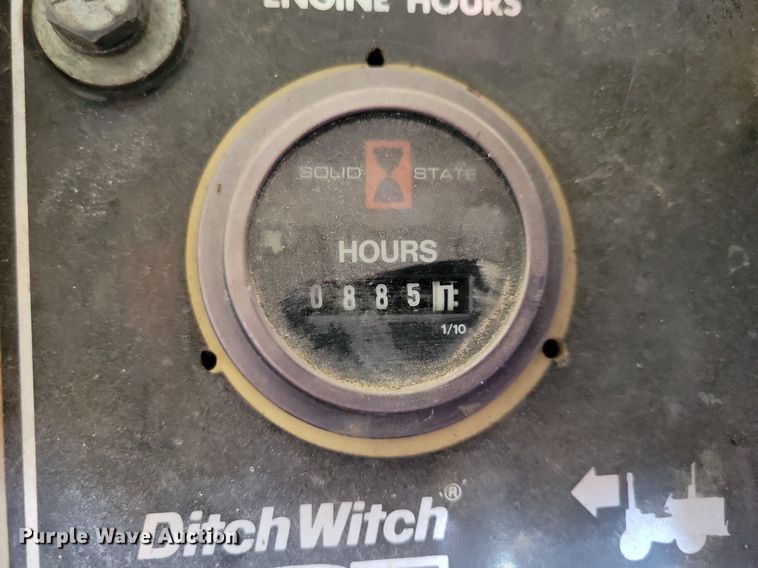 ENGINE HOURS
SOLID STATE
HOURS
0885
1/10
Ditch Witch®
Purple Wave Auction